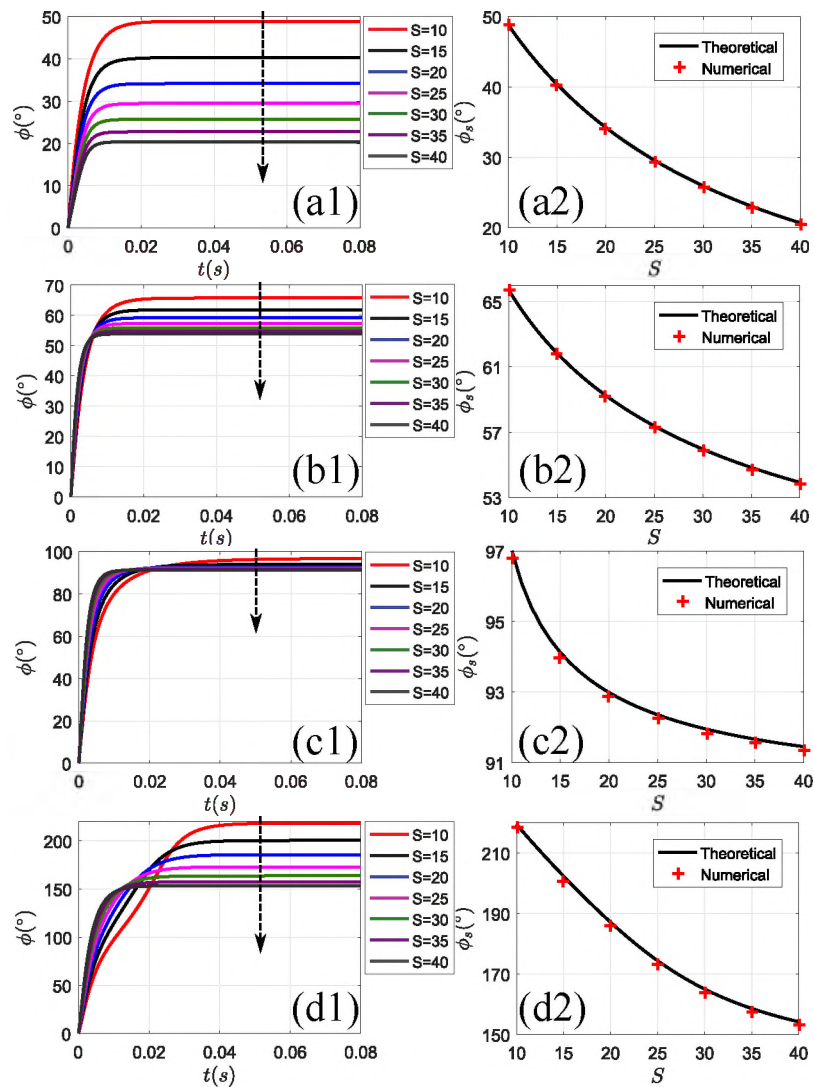 50
40
30
20
10
0
ϕ(°)
0
0.02
0.04
0.06
0.08
t(s)
S=10
S=15
S=20
S=25
S=30
S=35
S=40
(a1)
50
40
30
20
ϕs(°)
10
15
20
25
30
35
40
S
Theoretical
Numerical
(a2)
70
60
50
40
30
20
10
0
ϕ(°)
0
0.02
0.04
0.06
0.08
t(s)
S=10
S=15
S=20
S=25
S=30
S=35
S=40
(b1)
65
61
57
53
ϕs(°)
10
15
20
25
30
35
40
S
Theoretical
Numerical
(b2)
100
80
60
40
20
0
ϕ(°)
0
0.02
0.04
0.06
0.08
t(s)
S=10
S=15
S=20
S=25
S=30
S=35
S=40
(c1)
97
95
93
91
ϕs(°)
10
15
20
25
30
35
40
S
Theoretical
Numerical
(c2)
200
150
100
50
0
ϕ(°)
0
0.02
0.04
0.06
0.08
t(s)
S=10
S=15
S=20
S=25
S=30
S=35
S=40
(d1)
210
190
170
150
ϕs(°)
10
15
20
25
30
35
40
S
Theoretical
Numerical
(d2)